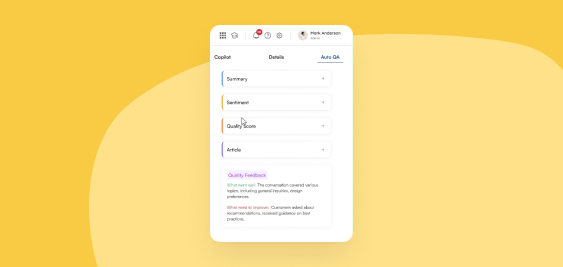 Mark Anderson
Admin
Copilot
Details
Auto QA
Summary
Sentiment
Quality Score
Article
Quality Feedback
What went well: The conversation covered various
topics, including general inquiries, design
preferences.
What need to improve: Customers asked about
recommendations, received guidance on best
practices.